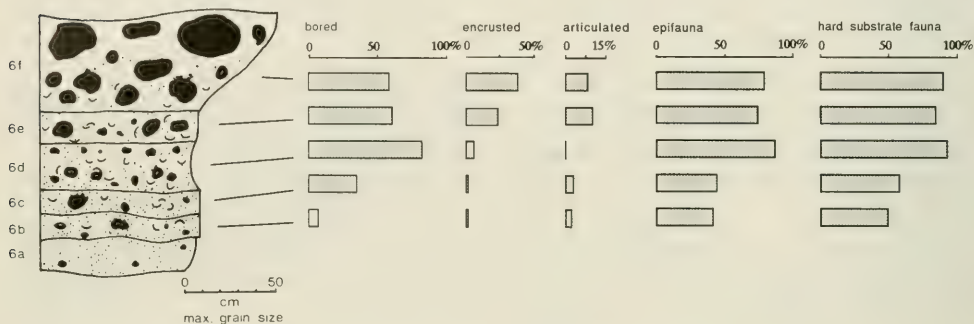 bored encrusted articulated epifauna hard substrate fauna
0 50 100% 0 50% 0 15% 0 50 100% 0 50 100%
6f
6e
6d
6c
6b
6a
0 50
cm
max. grain size